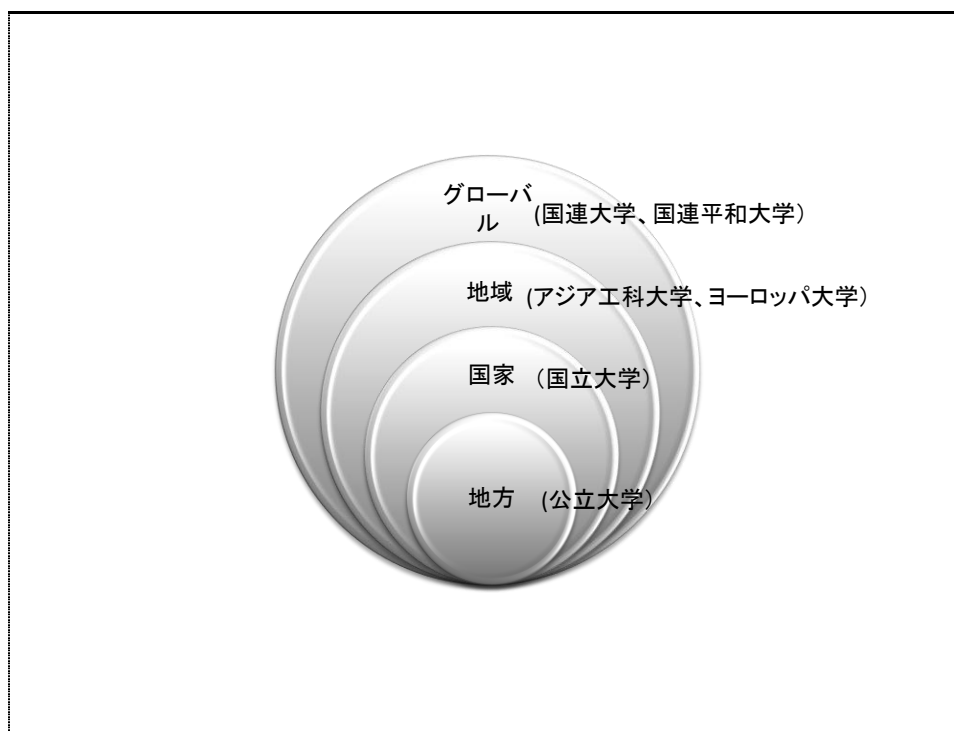 グローバ
ル
(国連大学、国連平和大学）
地域 (アジア工科大学、ヨーロッパ大学）
国家 （国立大学）
地方 (公立大学）